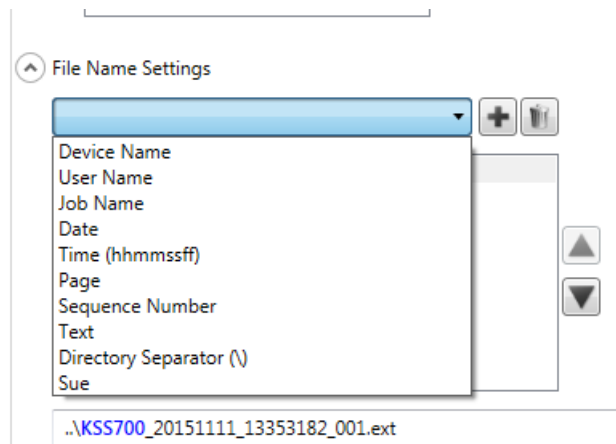 File Name Settings
Device Name
User Name
Job Name
Date
Time (hhmmssff)
Page
Sequence Number
Text
Directory Separator (\)
Sue
..\KSS700_20151111_13353182_001.ext